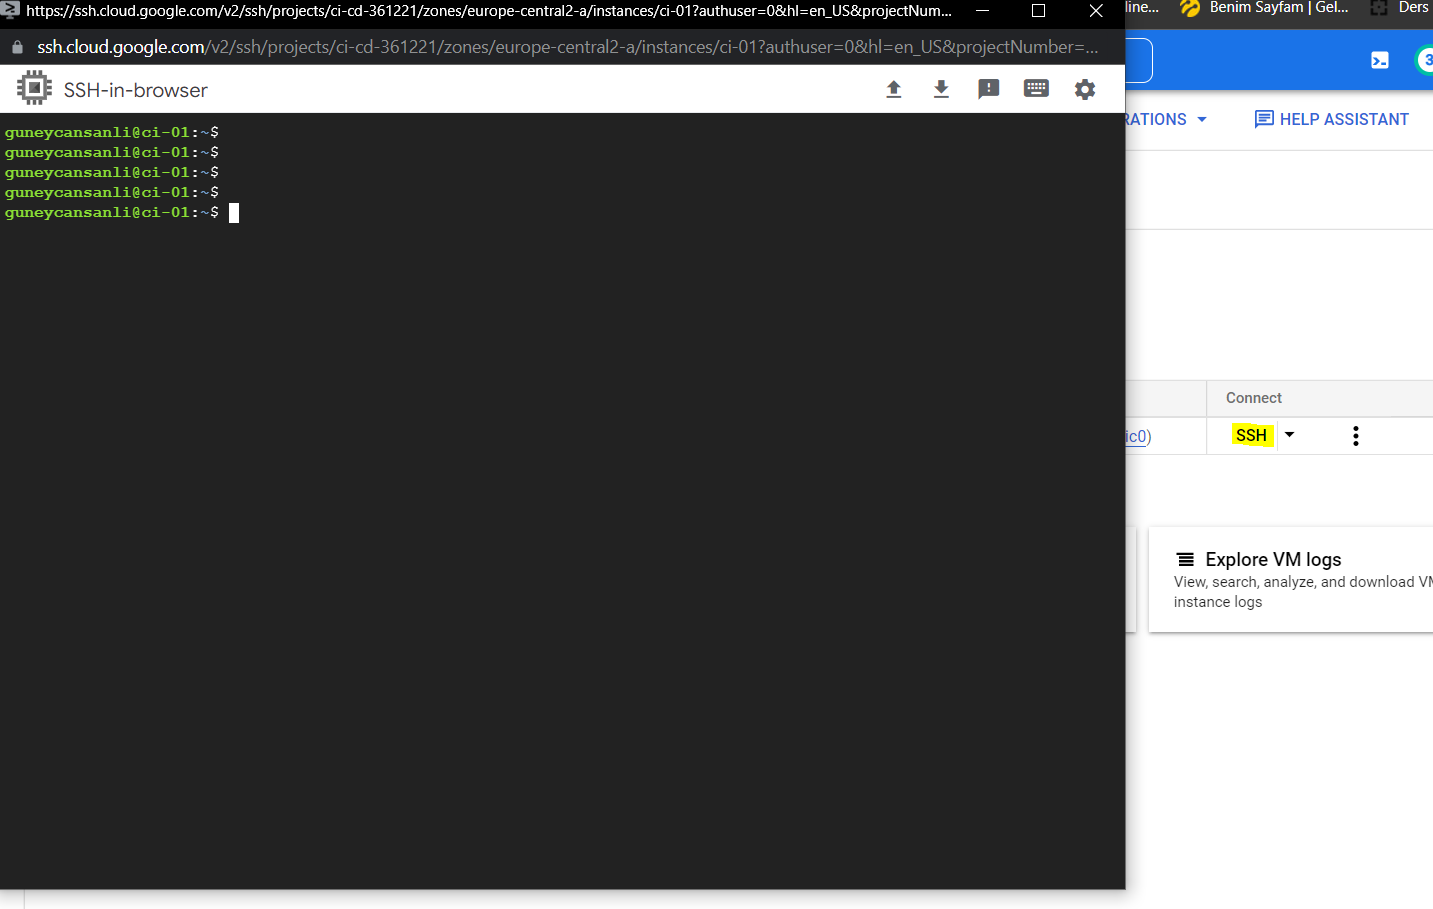 https://ssh.cloud.google.com/v2/ssh/projects/ci-cd-361221/zones/europe-central2-a/instances/ci-01?authuser=0&hl=en_US&projectNum...
line...
Benim Sayfam | Gel...
Ders
ssh.cloud.google.com/v2/ssh/projects/ci-cd-361221/zones/europe-central2-a/instances/ci-01?authuser=0&hl=en_US&projectNumber=...
3
SSH-in-browser
RATIONS
HELP ASSISTANT
guneycansanli@ci-01:~$
guneycansanli@ci-01:~$
guneycansanli@ci-01:~$
guneycansanli@ci-01:~$
guneycansanli@ci-01:~$
Connect
ic0)
SSH
Explore VM logs
View, search, analyze, and download VM
instance logs